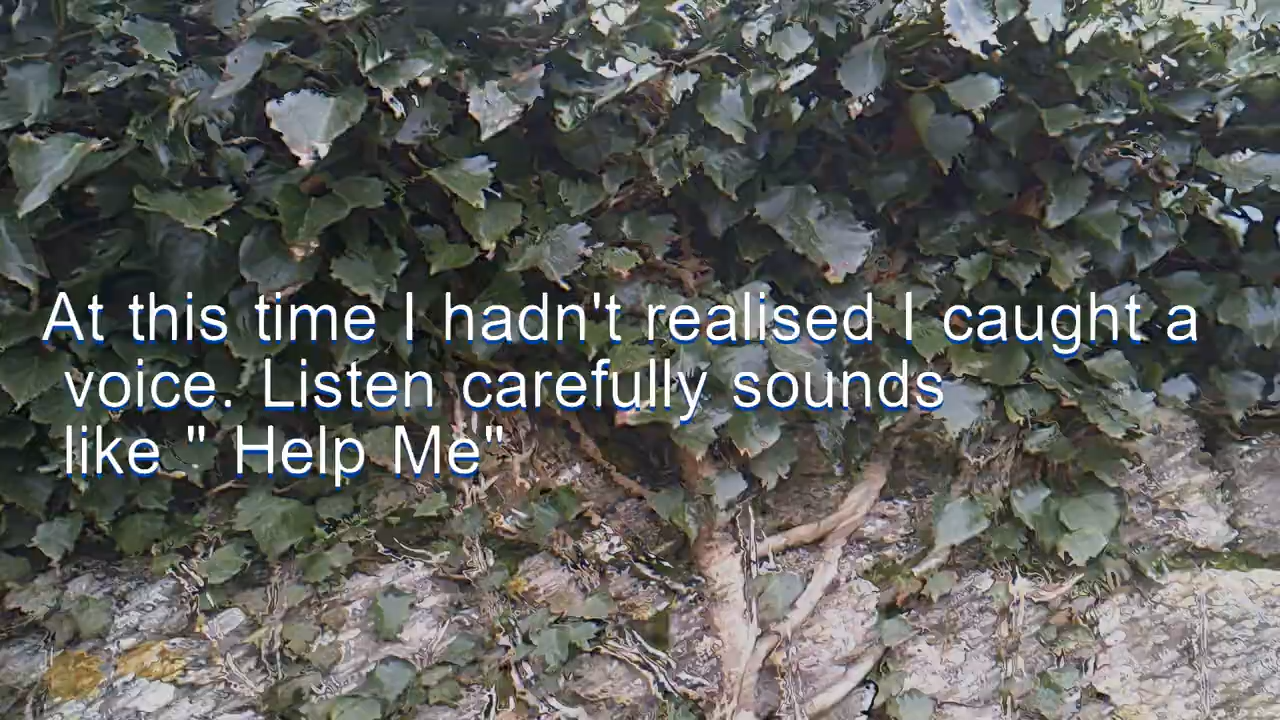 At this time I hadn't realised I caught a
voice. Listen carefully sounds
like " Help Me"